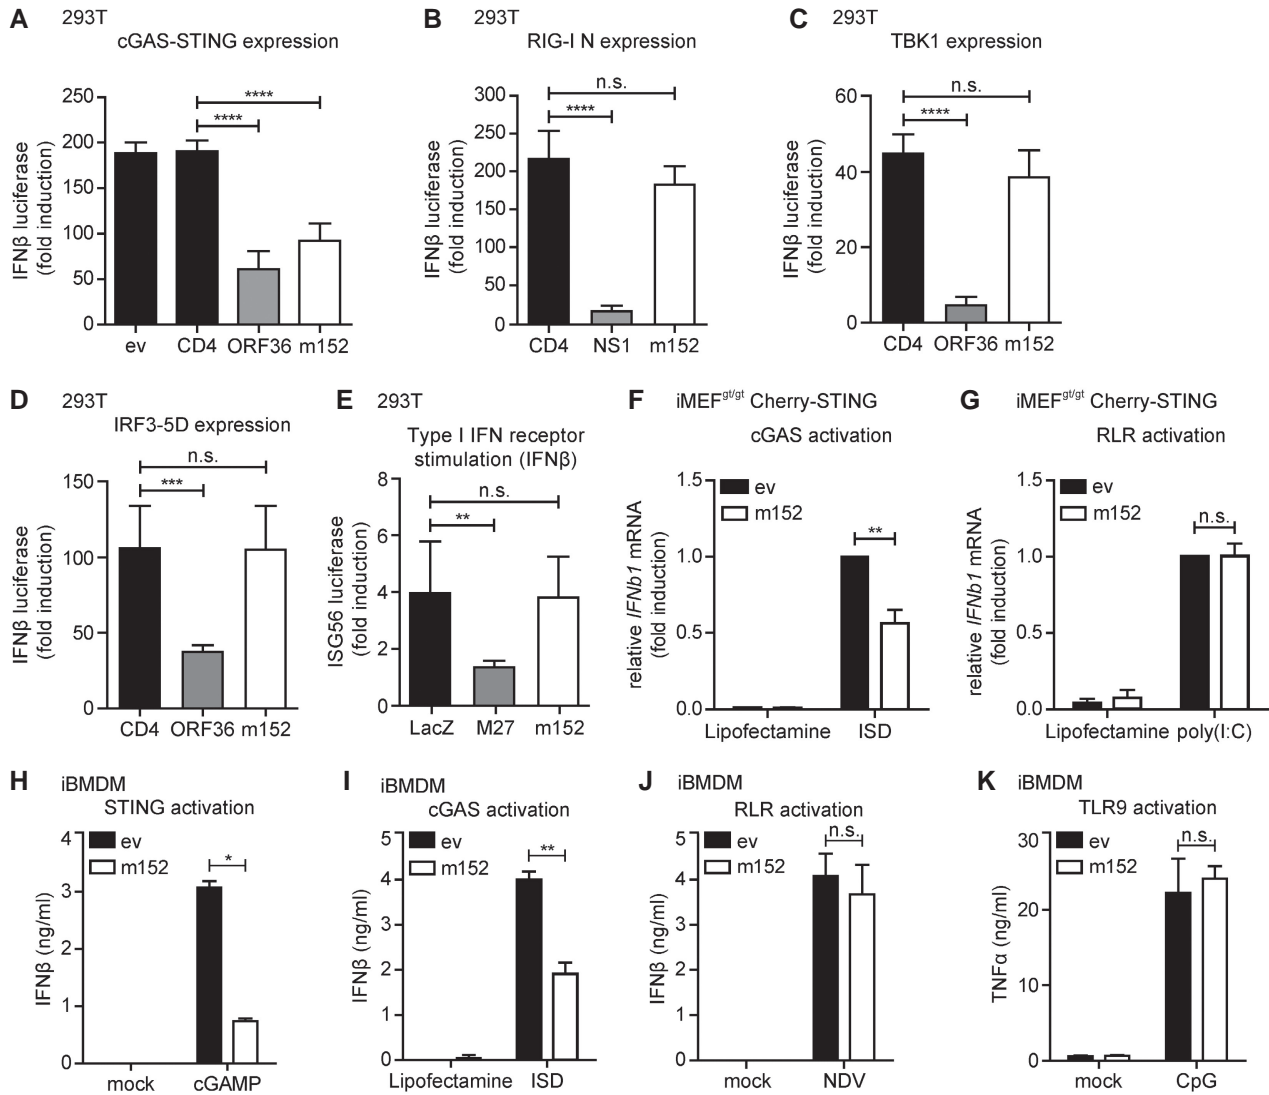 A 293T
cGAS-STING expression
IFNβ luciferase
(fold induction)
250
200
150
100
50
0
****
****
ev CD4 ORF36 m152
B 293T
RIG-I N expression
IFNβ luciferase
(fold induction)
300
250
200
150
100
50
0
n.s.
****
CD4 NS1 m152
C 293T
TBK1 expression
IFNβ luciferase
(fold induction)
60
40
20
0
n.s.
****
CD4 ORF36 m152
D 293T
IRF3-5D expression
IFNβ luciferase
(fold induction)
150
100
50
0
n.s.
***
CD4 ORF36 m152
E 293T
Type I IFN receptor
stimulation (IFNβ)
ISG56 luciferase
(fold induction)
8
6
4
2
0
n.s.
**
LacZ M27 m152
F iMEFgt/gt Cherry-STING
cGAS activation
relative IFNb1 mRNA
(fold induction)
1.5
1.0
0.5
0.0
ev
m152
**
Lipofectamine ISD
G iMEFgt/gt Cherry-STING
RLR activation
relative IFNb1 mRNA
(fold induction)
1.5
1.0
0.5
0.0
ev
m152
n.s.
Lipofectamine poly(I:C)
H iBMDM
STING activation
IFNβ (ng/ml)
4
3
2
1
0
ev
m152
*
mock cGAMP
I iBMDM
cGAS activation
IFNβ (ng/ml)
5
4
3
2
1
0
ev
m152
**
Lipofectamine ISD
J iBMDM
RLR activation
IFNβ (ng/ml)
5
4
3
2
1
0
ev
m152
n.s.
mock NDV
K iBMDM
TLR9 activation
TNFα (ng/ml)
30
20
10
0
ev
m152
n.s.
mock CpG